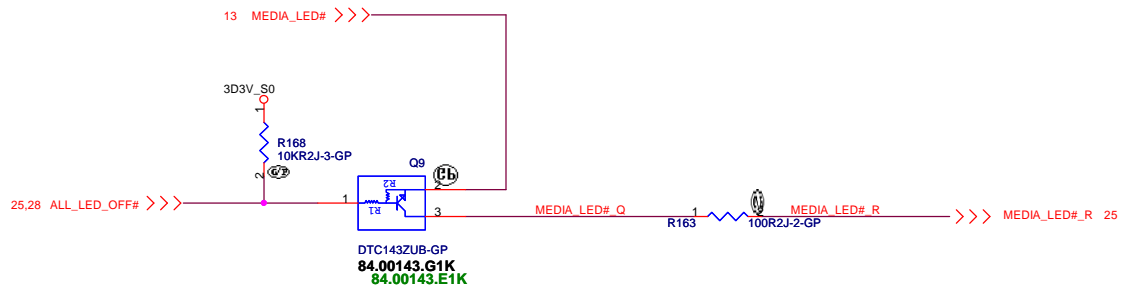 13 MEDIA_LED#
3D3V_S0
1
R168
10KR2J-3-GP
2
G/P
Q9
R2
2
25,28 ALL_LED_OFF#
1
R1
3
MEDIA_LED#_Q
1
MEDIA_LED#_R
MEDIA_LED#_R 25
R163
100R2J-2-GP
DTC143ZUB-GP
84.00143.G1K
84.00143.E1K